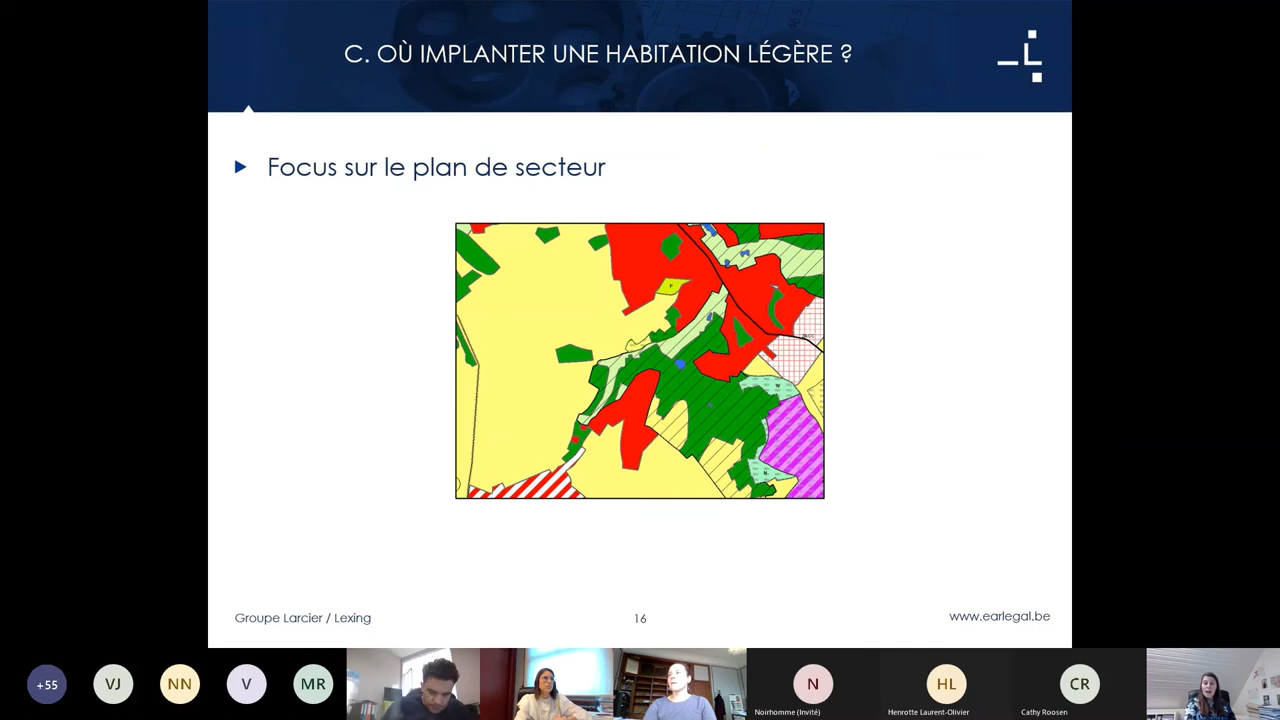 C. OÙ IMPLANTER UNE HABITATION LÉGÈRE ?
Focus sur le plan de secteur
P
N
N
Groupe Larcier / Lexing
16
www.earlegal.be
+55
VJ
NN
V
MR
N
HL
CR
Noirhomme (Invité)
Henrotte Laurent-Olivier
Cathy Roosen